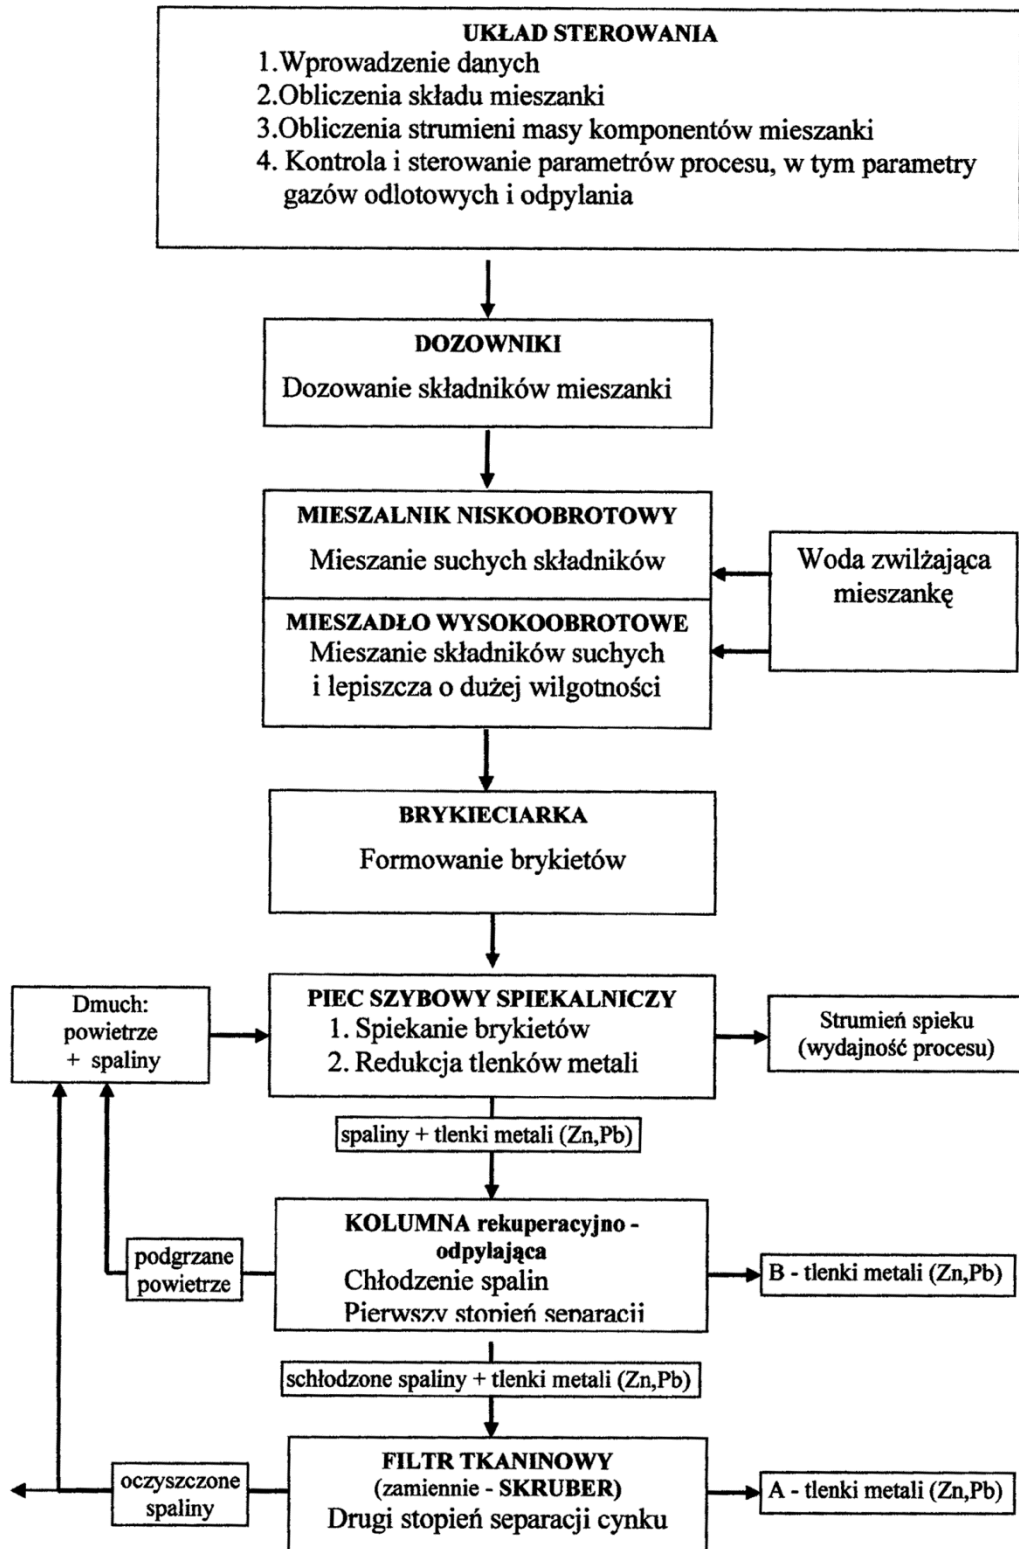 UKŁAD STEROWANIA
1.Wprowadzenie danych
2.Obliczenia składu mieszanki
3.Obliczenia strumieni masy komponentów mieszanki
4. Kontrola i sterowanie parametrów procesu, w tym parametry
gazów odlotowych i odpylania
DOZOWNIKI
Dozowanie składników mieszanki
MIESZALNIK NISKOOBROTOWY
Mieszanie suchych składników
MIESZADŁO WYSOKOOBROTOWE
Mieszanie składników suchych
i lepiszcza o dużej wilgotności
Woda zwilżająca
mieszankę
BRYKIECIARKA
Formowanie brykietów
Dmuch:
powietrze
+ spaliny
PIEC SZYBOWY SPIEKALNICZY
1. Spiekanie brykietów
2. Redukcja tlenków metali
Strumień spieku
(wydajność procesu)
spaliny + tlenki metali (Zn,Pb)
KOLUMNA rekuperacyjno -
odpylająca
Chłodzenie spalin
Pierwszy stopień separacji
podgrzane
powietrze
B - tlenki metali (Zn,Pb)
schłodzone spaliny + tlenki metali (Zn,Pb)
FILTR TKANINOWY
(zamiennie - SKRUBER)
Drugi stopień separacji cynku
oczyszczone
spaliny
A - tlenki metali (Zn,Pb)